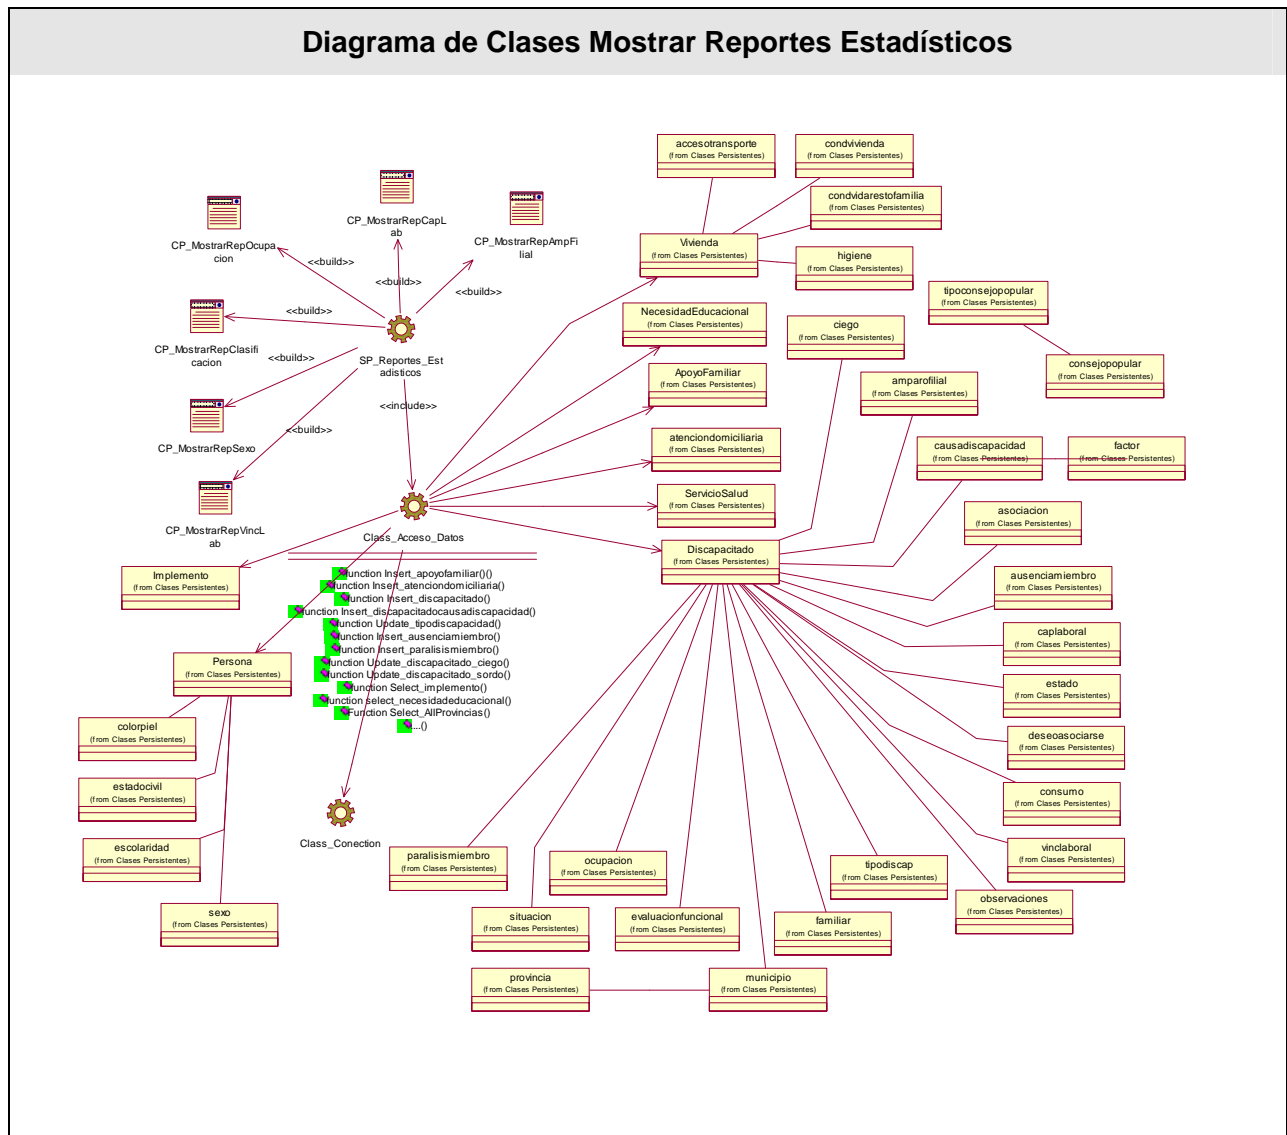 Diagrama de Clases Mostrar Reportes Estadísticos
accesotransporte
(from Clases Persistentes)
condvivienda
(from Clases Persistentes)
condvidarestofamilia
(from Clases Persistentes)
CP_MostrarRepCapL
ab
CP_MostrarRepOcupa
cion
CP_MostrarRepAmpFi
lial
Vivienda
(from Clases Persistentes)
higiene
(from Clases Persistentes)
<<build>>
<<build>>
<<build>>
<<build>>
<<build>>
<<build>>
tipoconsejopopular
(from Clases Persistentes)
NecesidadEducacional
(from Clases Persistentes)
ciego
(from Clases Persistentes)
CP_MostrarRepClasifi
cacion
SP_Reportes_Est
adisticos
consejopopular
(from Clases Persistentes)
ApoyoFamiliar
(from Clases Persistentes)
amparofilial
(from Clases Persistentes)
<<include>>
CP_MostrarRepSexo
atenciondomiciliaria
(from Clases Persistentes)
causadiscapacidad
(from Clases Persistentes)
factor
(from Clases Persistentes)
ServicioSalud
(from Clases Persistentes)
asociacion
(from Clases Persistentes)
CP_MostrarRepVincL
ab
Class_Acceso_Datos
Discapacitado
(from Clases Persistentes)
Implemento
(from Clases Persistentes)
ausenciamiembro
(from Clases Persistentes)
function Insert_apoyofamiliar()()
function Insert_atenciondomiciliaria()
function Insert_discapacitado()
function Insert_discapacitadocausadiscapacidad()
function Update_tipodiscapacidad()
function Insert_ausenciamiembro()
function Insert_paralisismiembro()
function Update_discapacitado_ciego()
function Update_discapacitado_sordo()
function Select_implemento()
function select_necesidadeducacional()
Function Select_AllProvincias()
...()
caplaboral
(from Clases Persistentes)
Persona
(from Clases Persistentes)
estado
(from Clases Persistentes)
colorpiel
(from Clases Persistentes)
deseoasociarse
(from Clases Persistentes)
estadocivil
(from Clases Persistentes)
consumo
(from Clases Persistentes)
Class_Conection
escolaridad
(from Clases Persistentes)
paralisismiembro
(from Clases Persistentes)
ocupacion
(from Clases Persistentes)
tipodiscap
(from Clases Persistentes)
vinclaboral
(from Clases Persistentes)
observaciones
(from Clases Persistentes)
sexo
(from Clases Persistentes)
situacion
(from Clases Persistentes)
evaluacionfuncional
(from Clases Persistentes)
familiar
(from Clases Persistentes)
provincia
(from Clases Persistentes)
municipio
(from Clases Persistentes)